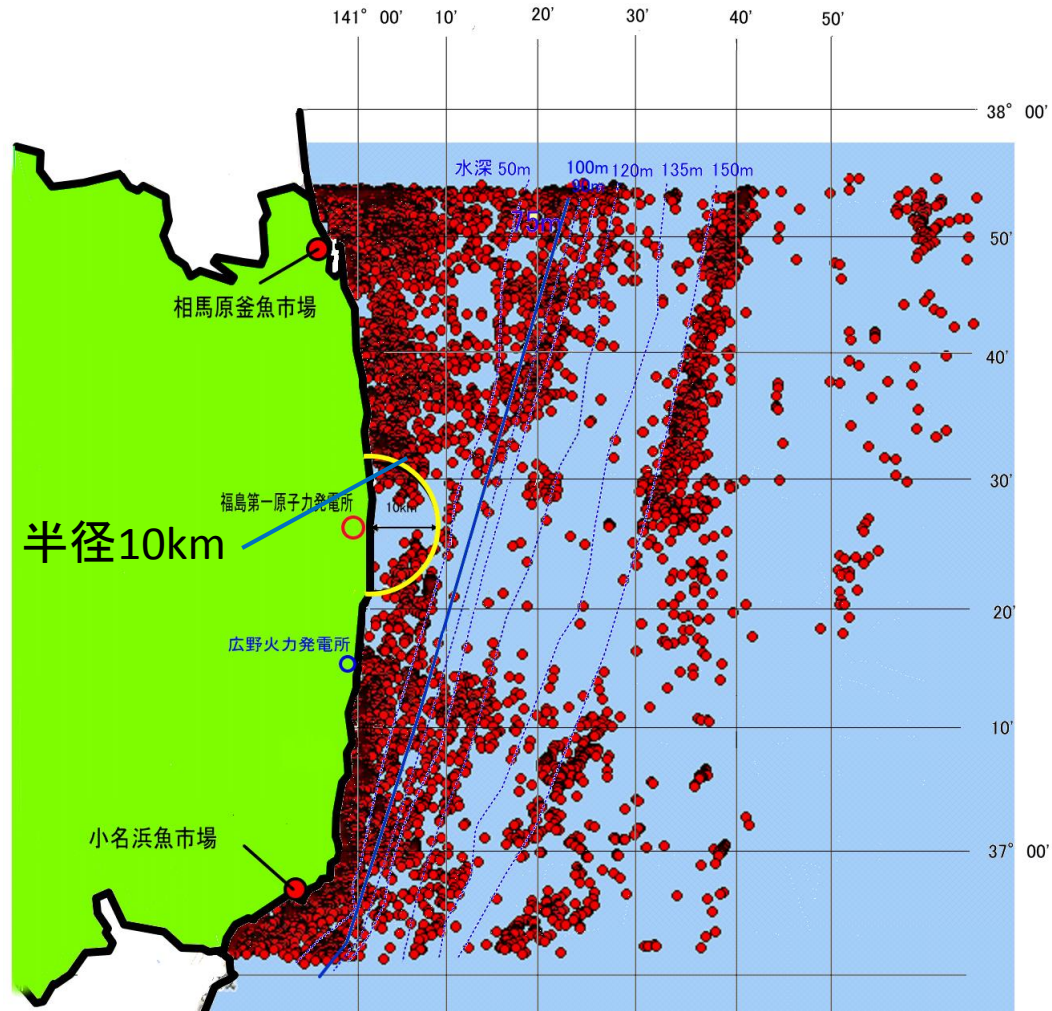 141° 00' 10' 20' 30' 40' 50'
38° 00'
水深 50m 100m 120m 135m 150m
90m
75m
50'
相馬原釜魚市場
40'
30'
福島第一原子力発電所
10km
半径10km
20'
広野火力発電所
10'
小名浜魚市場
37° 00'